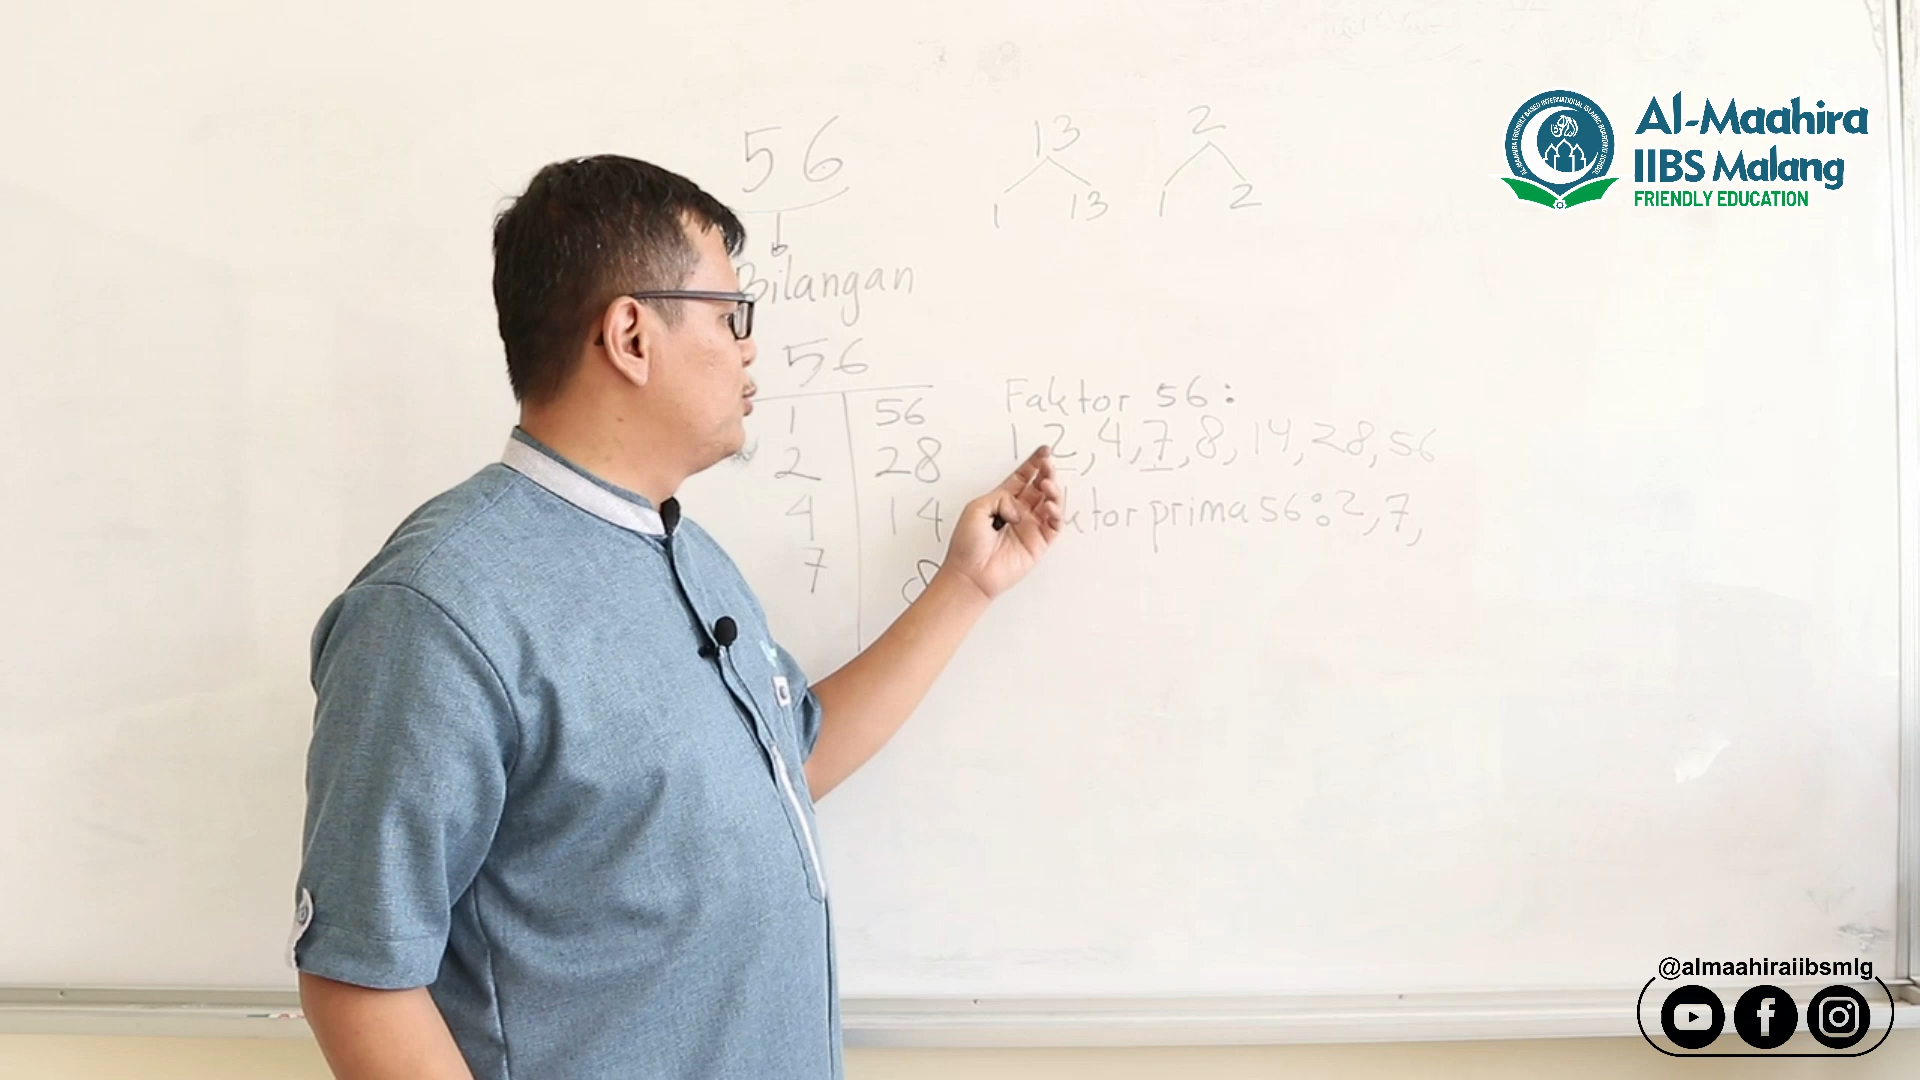 56
13
2
1
13
1
2
Bilangan
56
1 56
2 28
4 14
7 8
Faktor 56:
1, 2, 4, 7, 8, 14, 28, 56
prima 56: 2, 7,
Al-Maahira
IIBS Malang
FRIENDLY EDUCATION
@almaahiraiibsmlg